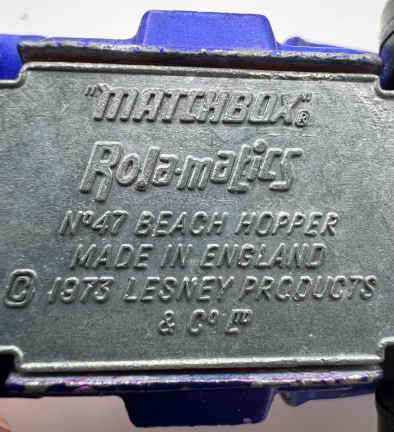 "MATCHBOX"®
Rola-matics
Nº47 BEACH HOPPER
MADE IN ENGLAND
© 1973 LESNEY PRODUCTS
& Cº Lᵀᴰ